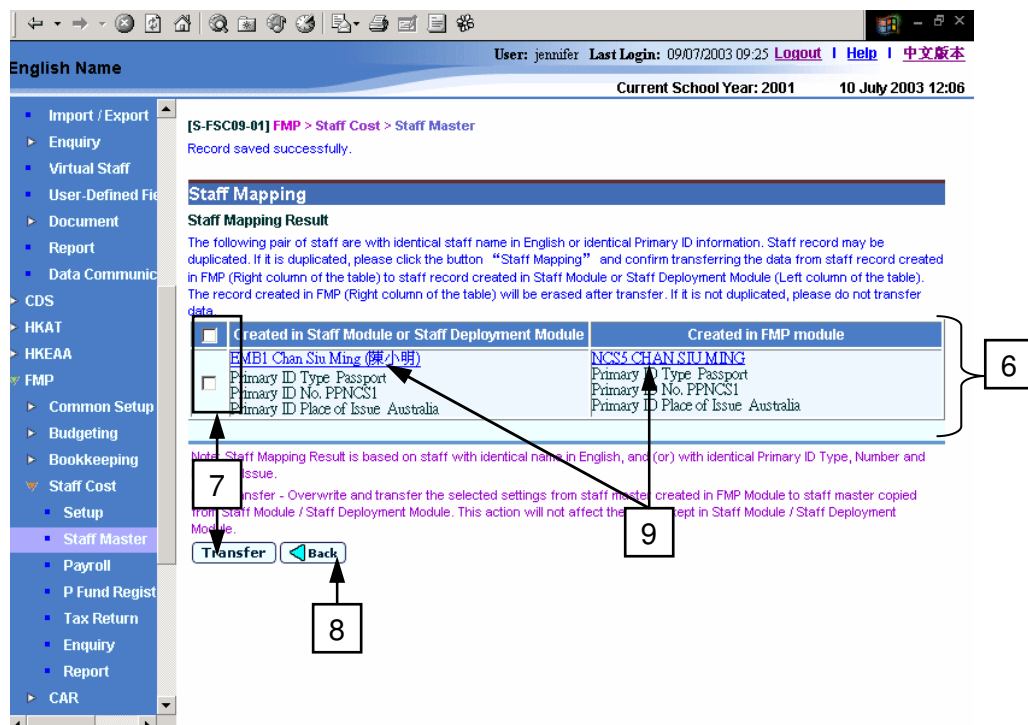 User: jennifer Last Login: 09/07/2003 09:25 Logout | Help | 中文版本
English Name
Current School Year: 2001 10 July 2003 12:06
Import / Export
Enquiry
Virtual Staff
User-Defined Fie
Document
Report
Data Communic
CDS
HKAT
HKEAA
FMP
Common Setup
Budgeting
Bookkeeping
Staff Cost
Setup
Staff Master
Payroll
P Fund Regist
Tax Return
Enquiry
Report
CAR
[S-FSC09-01] FMP > Staff Cost > Staff Master
Record saved successfully.
Staff Mapping
Staff Mapping Result
The following pair of staff are with identical staff name in English or identical Primary ID information. Staff record may be
duplicated. If it is duplicated, please click the button “Staff Mapping” and confirm transferring the data from staff record created
in FMP (Right column of the table) to staff record created in Staff Module or Staff Deployment Module (Left column of the table).
The record created in FMP (Right column of the table) will be erased after transfer. If it is not duplicated, please do not transfer
data.
Created in Staff Module or Staff Deployment Module Created in FMP module
EMB1 Chan Siu Ming (陳小明)
Primary ID Type Passport
Primary ID No. PPNCS1
Primary ID Place of Issue Australia
NCS5 CHAN SIU MING
Primary ID Type Passport
Primary ID No. PPNCS1
Primary ID Place of Issue Australia
6
Note: Staff Mapping Result is based on staff with identical name in English, and (or) with identical Primary ID Type, Number and
Issue.
7
Transfer - Overwrite and transfer the selected settings from staff master created in FMP Module to staff master copied
from Staff Module / Staff Deployment Module. This action will not affect the kept in Staff Module / Staff Deployment
Module.
9
Transfer Back
8